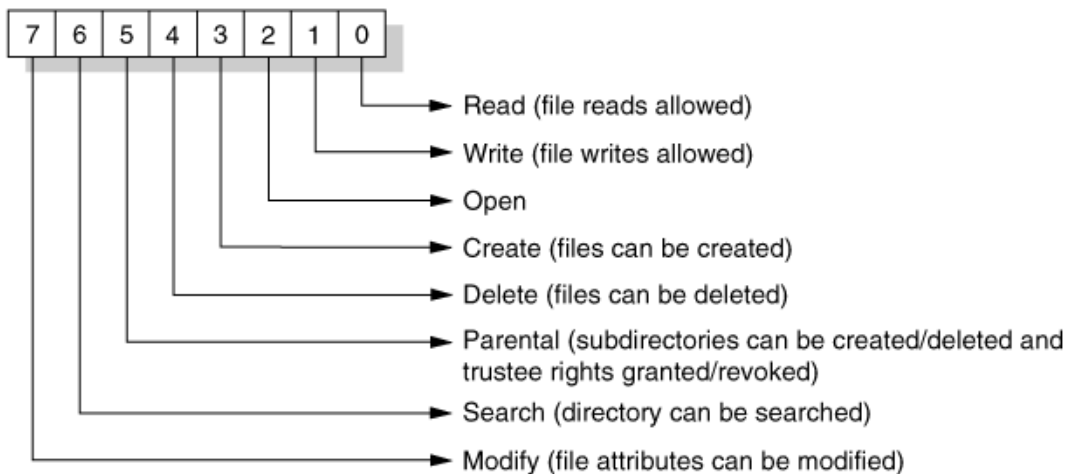 7 6 5 4 3 2 1 0
Read (file reads allowed)
Write (file writes allowed)
Open
Create (files can be created)
Delete (files can be deleted)
Parental (subdirectories can be created/deleted and
trustee rights granted/revoked)
Search (directory can be searched)
Modify (file attributes can be modified)